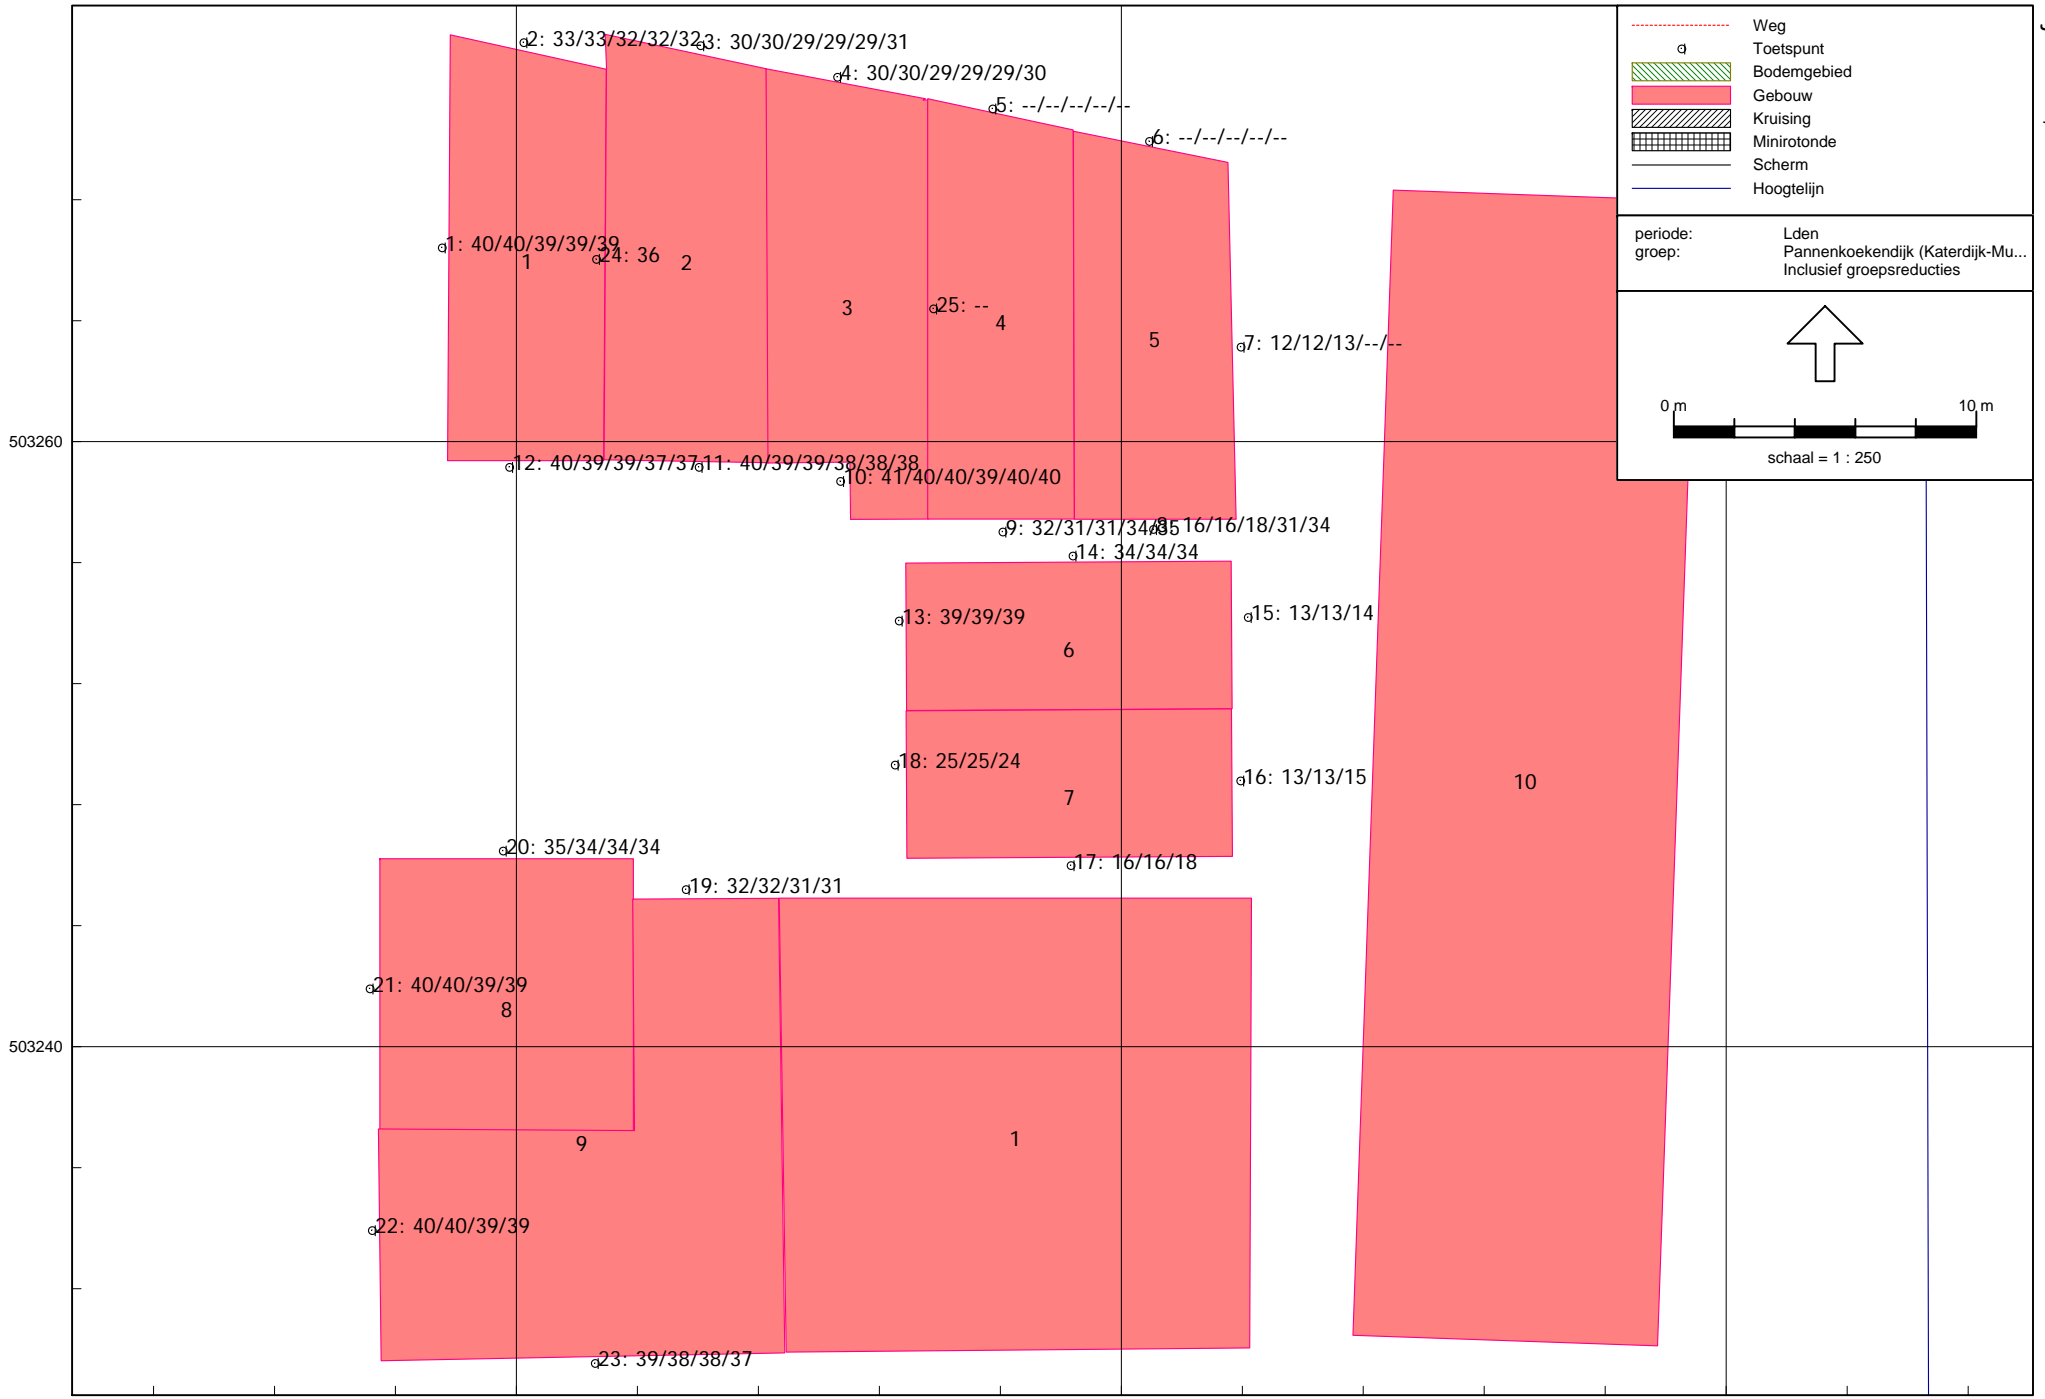 2: 33/33/32/32/32
3: 30/30/29/29/29/31
4: 30/30/29/29/29/30
5: --/--/--/--/--
6: --/--/--/--/--
Weg
Toetspunt
Bodemgebied
Gebouw
Kruising
Minirotonde
Scherm
Hoogtelijn
periode: Lden
groep: Pannenkoekendijk (Katerdijk-Mu...
Inclusief groepsreducties
0 m 10 m
schaal = 1 : 250
1: 40/40/39/39/39
1
24: 36
2
3
25: --
4
5
7: 12/12/13/--/--
503260
12: 40/39/39/37/37
11: 40/39/39/38/38/38
10: 41/40/40/39/40/40
9: 32/31/31/34/35
8: 16/16/18/31/34
14: 34/34/34
13: 39/39/39
15: 13/13/14
6
18: 25/25/24
16: 13/13/15
7
10
20: 35/34/34/34
17: 16/16/18
19: 32/32/31/31
21: 40/40/39/39
8
503240
9
1
22: 40/40/39/39
23: 39/38/38/37